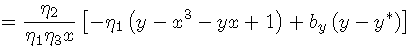 = \frac{\eta_2}{\eta_1 \eta_3 x} \left[ -\eta_1 \left( y - x^3 - yx + 1 \right) + b_y \left( y - y^* \right) \right]